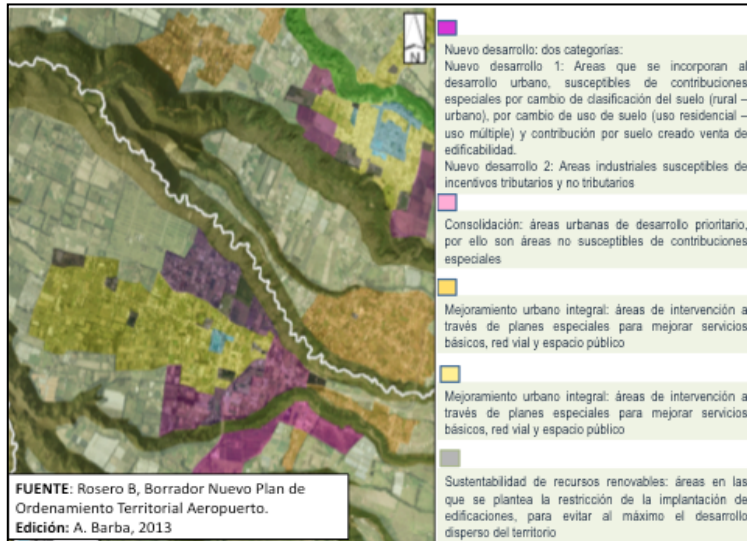 N
Nuevo desarrollo: dos categorías:
Nuevo desarrollo 1: Areas que se incorporan al
desarrollo urbano, susceptibles de contribuciones
especiales por cambio de clasificación del suelo (rural –
urbano), por cambio de uso de suelo (uso residencial –
uso múltiple) y contribución por suelo creado venta de
edificabilidad.
Nuevo desarrollo 2: Areas industriales susceptibles de
incentivos tributarios y no tributarios
Consolidación: áreas urbanas de desarrollo prioritario,
por ello son áreas no susceptibles de contribuciones
especiales
Mejoramiento urbano integral: áreas de intervención a
través de planes especiales para mejorar servicios
básicos, red vial y espacio público
Mejoramiento urbano integral: áreas de intervención a
través de planes especiales para mejorar servicios
básicos, red vial y espacio público
Sustentabilidad de recursos renovables: áreas en las
que se plantea la restricción de la implantación de
edificaciones, para evitar al máximo el desarrollo
disperso del territorio
FUENTE: Rosero B, Borrador Nuevo Plan de
Ordenamiento Territorial Aeropuerto.
Edición: A. Barba, 2013